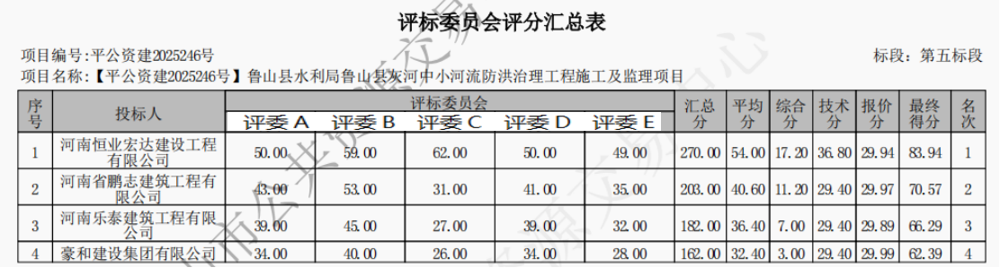 评标委员会评分汇总表
项目编号:平公资建2025246号
标段：第五标段
项目名称:【平公资建2025246号】鲁山县水利局鲁山县灰河中小河流防洪治理工程施工及监理项目
序号 投标人 评标委员会 汇总分 平均分 综合分 技术分 报价分 最终得分 名次
评委 A 评委 B 评委 C 评委 D 评委 E
1 河南恒业宏达建设工程有限公司 50.00 59.00 62.00 50.00 49.00 270.00 54.00 17.20 36.80 29.94 83.94 1
2 河南省鹏志建筑工程有限公司 43.00 53.00 31.00 41.00 35.00 203.00 40.60 11.20 29.40 29.97 70.57 2
3 河南乐泰建筑工程有限公司 39.00 45.00 27.00 39.00 32.00 182.00 36.40 7.00 29.40 29.89 66.29 3
4 豪和建设集团有限公司 34.00 40.00 26.00 34.00 28.00 162.00 32.40 3.00 29.40 29.99 62.39 4